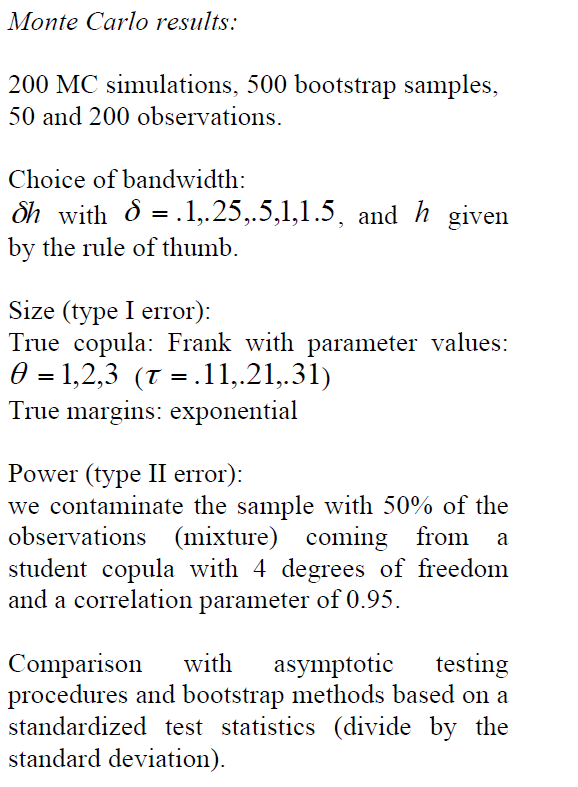 Monte Carlo results:
200 MC simulations, 500 bootstrap samples,
50 and 200 observations.
Choice of bandwidth:
δh with δ = .1,.25,.5,1,1.5, and h given
by the rule of thumb.
Size (type I error):
True copula: Frank with parameter values:
θ = 1,2,3 (τ = .11,.21,.31)
True margins: exponential
Power (type II error):
we contaminate the sample with 50% of the
observations (mixture) coming from a
student copula with 4 degrees of freedom
and a correlation parameter of 0.95.
Comparison with asymptotic testing
procedures and bootstrap methods based on a
standardized test statistics (divide by the
standard deviation).